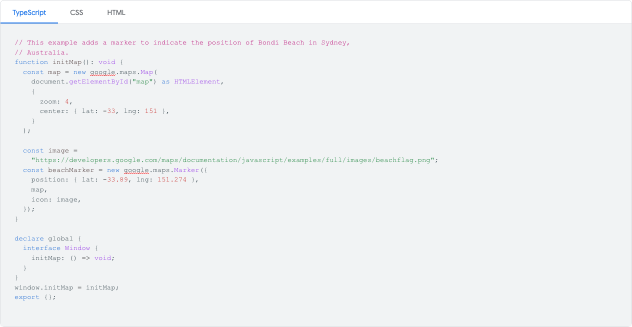 TypeScript CSS HTML
// This example adds a marker to indicate the position of Bondi Beach in Sydney,
// Australia.
function initMap(): void {
  const map = new google.maps.Map(
    document.getElementById("map") as HTMLElement,
    {
      zoom: 4,
      center: { lat: -33, lng: 151 },
    }
  );

  const image =
    "https://developers.google.com/maps/documentation/javascript/examples/full/images/beachflag.png";
  const beachMarker = new google.maps.Marker({
    position: { lat: -33.89, lng: 151.274 },
    map,
    icon: image,
  });
}

declare global {
  interface Window {
    initMap: () => void;
  }
}
window.initMap = initMap;
export {};